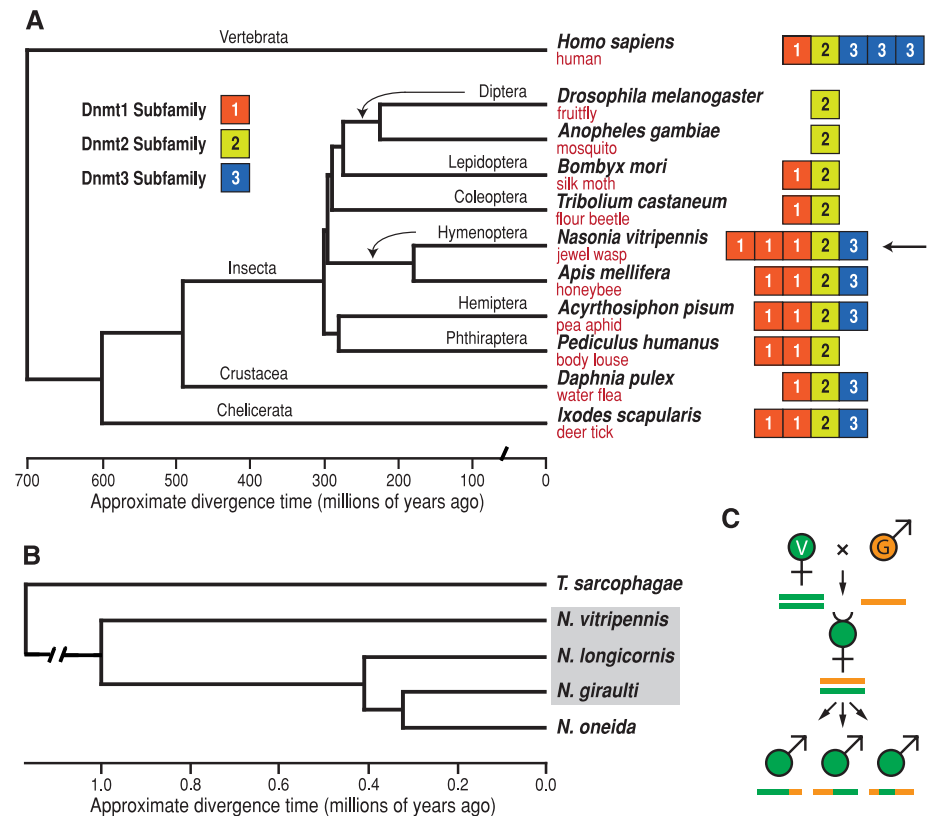 A
Vertebrata
Homo sapiens
human
1 2 3 3 3
Dnmt1 Subfamily 1
Dnmt2 Subfamily 2
Dnmt3 Subfamily 3
Diptera
Drosophila melanogaster
fruitfly
2
Anopheles gambiae
mosquito
2
Lepidoptera
Bombyx mori
silk moth
1 2
Coleoptera
Tribolium castaneum
flour beetle
1 2
Hymenoptera
Nasonia vitripennis
jewel wasp
1 1 1 2 3
Insecta
Apis mellifera
honeybee
1 1 2 3
Hemiptera
Acyrthosiphon pisum
pea aphid
1 1 2 3
Phthiraptera
Pediculus humanus
body louse
1 1 2
Crustacea
Daphnia pulex
water flea
1 2 3
Chelicerata
Ixodes scapularis
deer tick
1 1 2 3
700 600 500 400 300 200 100 0
Approximate divergence time (millions of years ago)
B
T. sarcophagae
N. vitripennis
N. longicornis
N. giraulti
N. oneida
1.0 0.8 0.6 0.4 0.2 0.0
Approximate divergence time (millions of years ago)
C
V × G